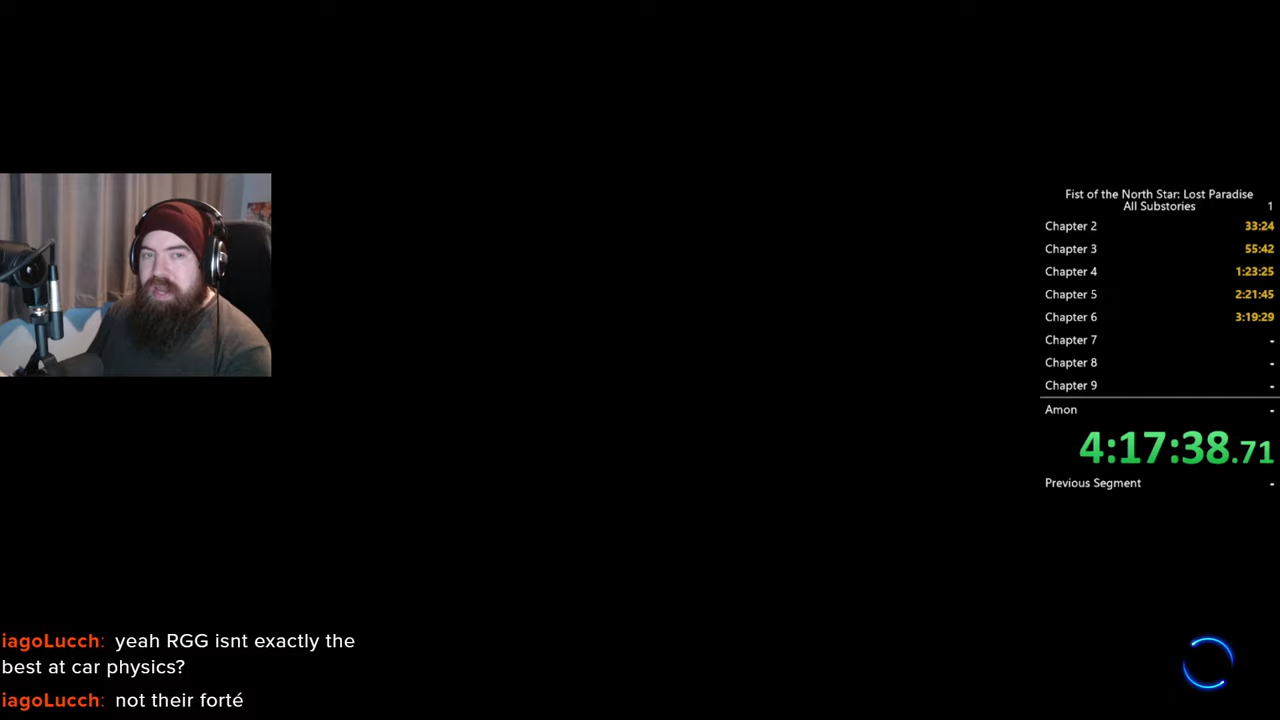 Fist of the North Star: Lost Paradise
All Substories 1
Chapter 2 33:24
Chapter 3 55:42
Chapter 4 1:23:25
Chapter 5 2:21:45
Chapter 6 3:19:29
Chapter 7 -
Chapter 8 -
Chapter 9 -
Amon -
4:17:38.71
Previous Segment -
iagoLucch: yeah RGG isnt exactly the
best at car physics?
iagoLucch: not their forté